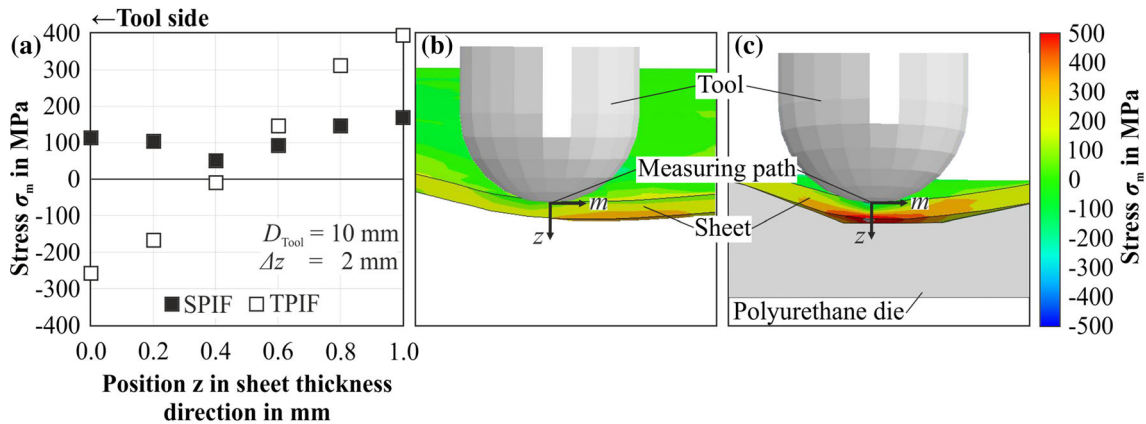 ←Tool side
(a)
400
300
200
100
0
-100
-200
-300
-400
Stress σm in MPa
DTool = 10 mm
Δz = 2 mm
SPIF
TPIF
0.0
0.2
0.4
0.6
0.8
1.0
Position z in sheet thickness
direction in mm
(b)
(c)
Tool
Measuring path
m
m
Sheet
z
z
Polyurethane die
500
400
300
200
100
0
-100
-200
-300
-400
-500
Stress σm in MPa